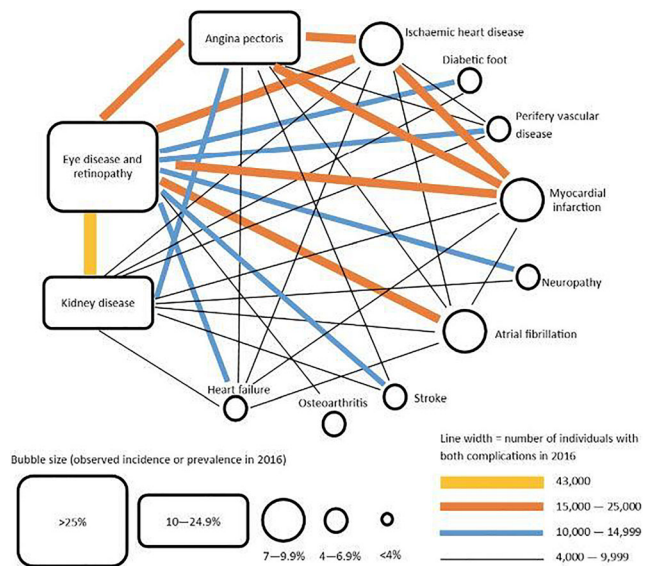 Angina pectoris
Ischaemic heart disease
Diabetic foot
Perifery vascular
disease
Eye disease and
retinopathy
Myocardial
infarction
Neuropathy
Kidney disease
Atrial fibrillation
Heart failure
Osteoarthritis
Stroke
Line width = number of individuals with
both complications in 2016
Bubble size (observed incidence or prevalence in 2016)
43,000
>25%
10—24.9%
15,000 — 25,000
10,000 — 14,999
7—9.9%
4—6.9%
<4%
4,000 — 9,999